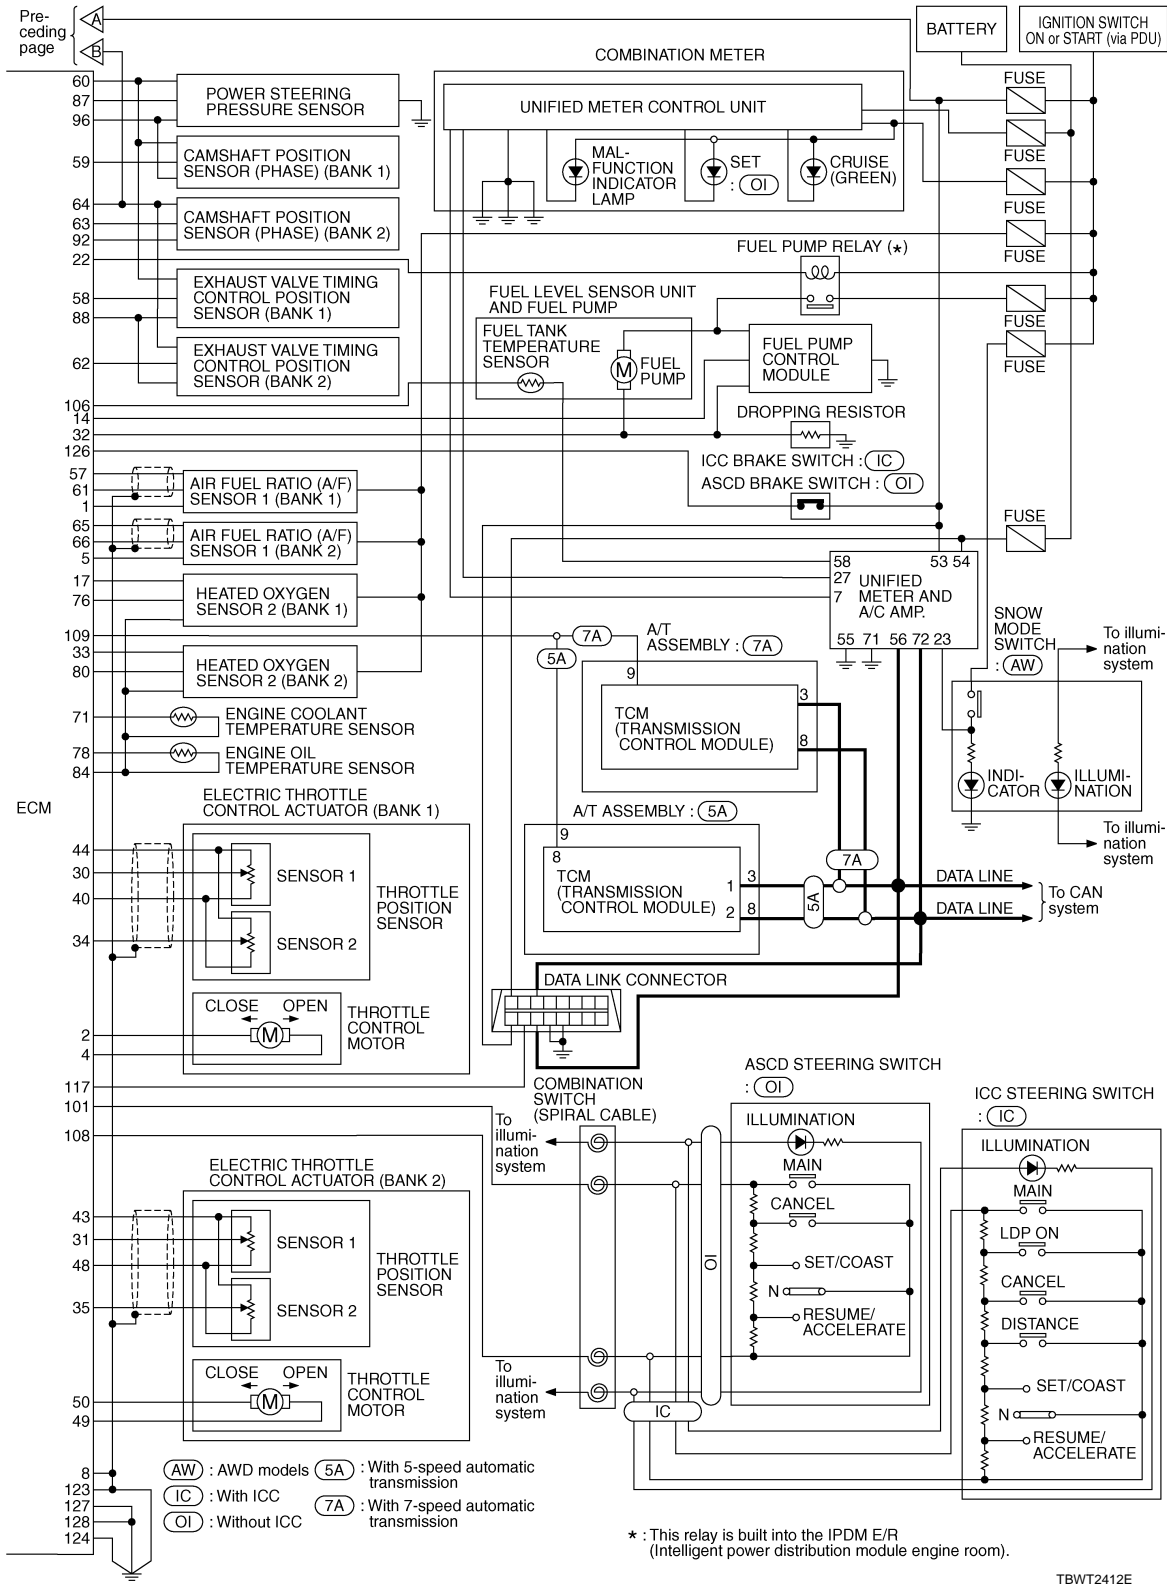 Pre-
ceding
page
A
B
BATTERY
IGNITION SWITCH
ON or START (via PDU)
COMBINATION METER
UNIFIED METER CONTROL UNIT
MAL-
FUNCTION
INDICATOR
LAMP
SET
: OI
CRUISE
(GREEN)
FUSE
FUSE
FUSE
FUSE
FUSE
FUSE
FUSE
FUSE
60
87
96
59
64
63
92
22
58
88
62
106
14
32
126
57
61
1
65
66
5
17
76
109
33
80
71
78
84
ECM
44
30
40
34
2
4
117
101
108
43
31
48
35
50
49
8
123
127
128
124
POWER STEERING
PRESSURE SENSOR
CAMSHAFT POSITION
SENSOR (PHASE) (BANK 1)
CAMSHAFT POSITION
SENSOR (PHASE) (BANK 2)
EXHAUST VALVE TIMING
CONTROL POSITION
SENSOR (BANK 1)
EXHAUST VALVE TIMING
CONTROL POSITION
SENSOR (BANK 2)
FUEL PUMP RELAY (*)
FUEL LEVEL SENSOR UNIT
AND FUEL PUMP
FUEL TANK
TEMPERATURE
SENSOR
M
FUEL
PUMP
FUEL PUMP
CONTROL
MODULE
DROPPING RESISTOR
ICC BRAKE SWITCH : IC
ASCD BRAKE SWITCH : OI
AIR FUEL RATIO (A/F)
SENSOR 1 (BANK 1)
AIR FUEL RATIO (A/F)
SENSOR 1 (BANK 2)
HEATED OXYGEN
SENSOR 2 (BANK 1)
HEATED OXYGEN
SENSOR 2 (BANK 2)
ENGINE COOLANT
TEMPERATURE SENSOR
ENGINE OIL
TEMPERATURE SENSOR
58
27
7
53 54
UNIFIED
METER AND
A/C AMP.
55 71 56 72 23
7A
5A
A/T
ASSEMBLY : 7A
9
3
8
TCM
(TRANSMISSION
CONTROL MODULE)
SNOW
MODE
SWITCH
: AW
To illumi-
nation
system
INDI-
CATOR
ILLUMI-
NATION
To illumi-
nation
system
A/T ASSEMBLY : 5A
9
8
TCM
(TRANSMISSION
CONTROL MODULE)
1
2
3
8
5A
7A
DATA LINE
DATA LINE
To CAN
system
DATA LINK CONNECTOR
ELECTRIC THROTTLE
CONTROL ACTUATOR (BANK 1)
SENSOR 1
SENSOR 2
THROTTLE
POSITION
SENSOR
CLOSE OPEN
M
THROTTLE
CONTROL
MOTOR
ELECTRIC THROTTLE
CONTROL ACTUATOR (BANK 2)
SENSOR 1
SENSOR 2
THROTTLE
POSITION
SENSOR
CLOSE OPEN
M
THROTTLE
CONTROL
MOTOR
COMBINATION
SWITCH
(SPIRAL CABLE)
To
illumi-
nation
system
To
illumi-
nation
system
OI
IC
ASCD STEERING SWITCH
: OI
ILLUMINATION
MAIN
CANCEL
SET/COAST
N
RESUME/
ACCELERATE
ICC STEERING SWITCH
: IC
ILLUMINATION
MAIN
LDP ON
CANCEL
DISTANCE
SET/COAST
N
RESUME/
ACCELERATE
AW : AWD models
IC : With ICC
OI : Without ICC
5A : With 5-speed automatic
transmission
7A : With 7-speed automatic
transmission
* : This relay is built into the IPDM E/R
(Intelligent power distribution module engine room).
TBWT2412E